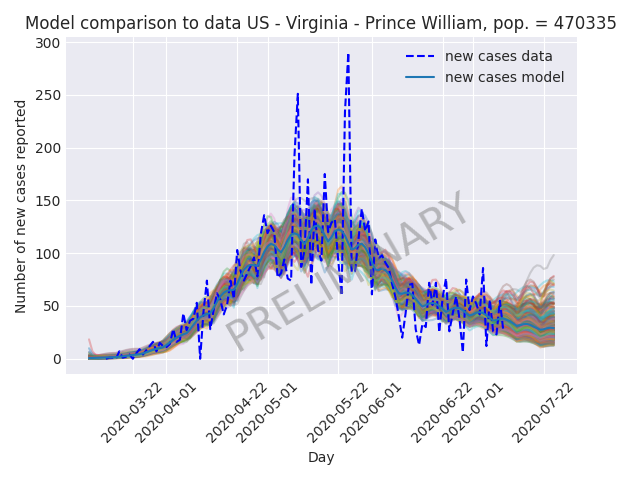 Model comparison to data US - Virginia - Prince William, pop. = 470335
300
250
200
150
100
50
0
Number of new cases reported
new cases data
new cases model
PRELIMINARY
2020-03-22
2020-04-01
2020-04-22
2020-05-01
2020-05-22
2020-06-01
2020-06-22
2020-07-01
2020-07-22
Day